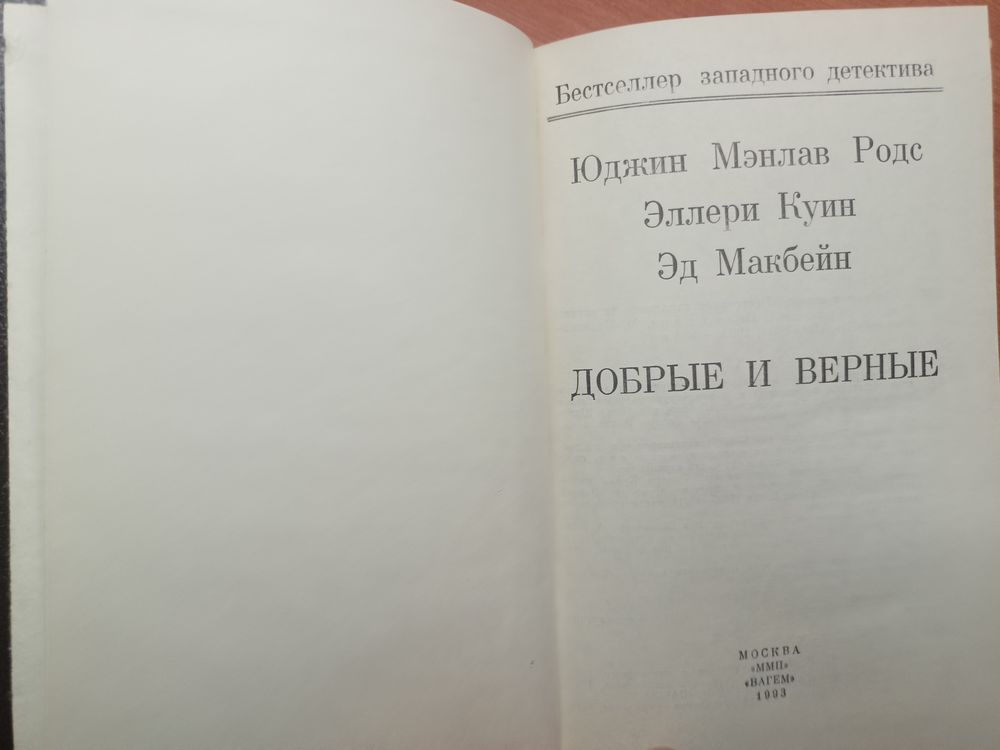 Бестселлер западного детектива
Юджин Мэнлав Родс
Эллери Куин
Эд Макбейн
ДОБРЫЕ И ВЕРНЫЕ
МОСКВА
«ММП»
«ВАГЕМ»
1993